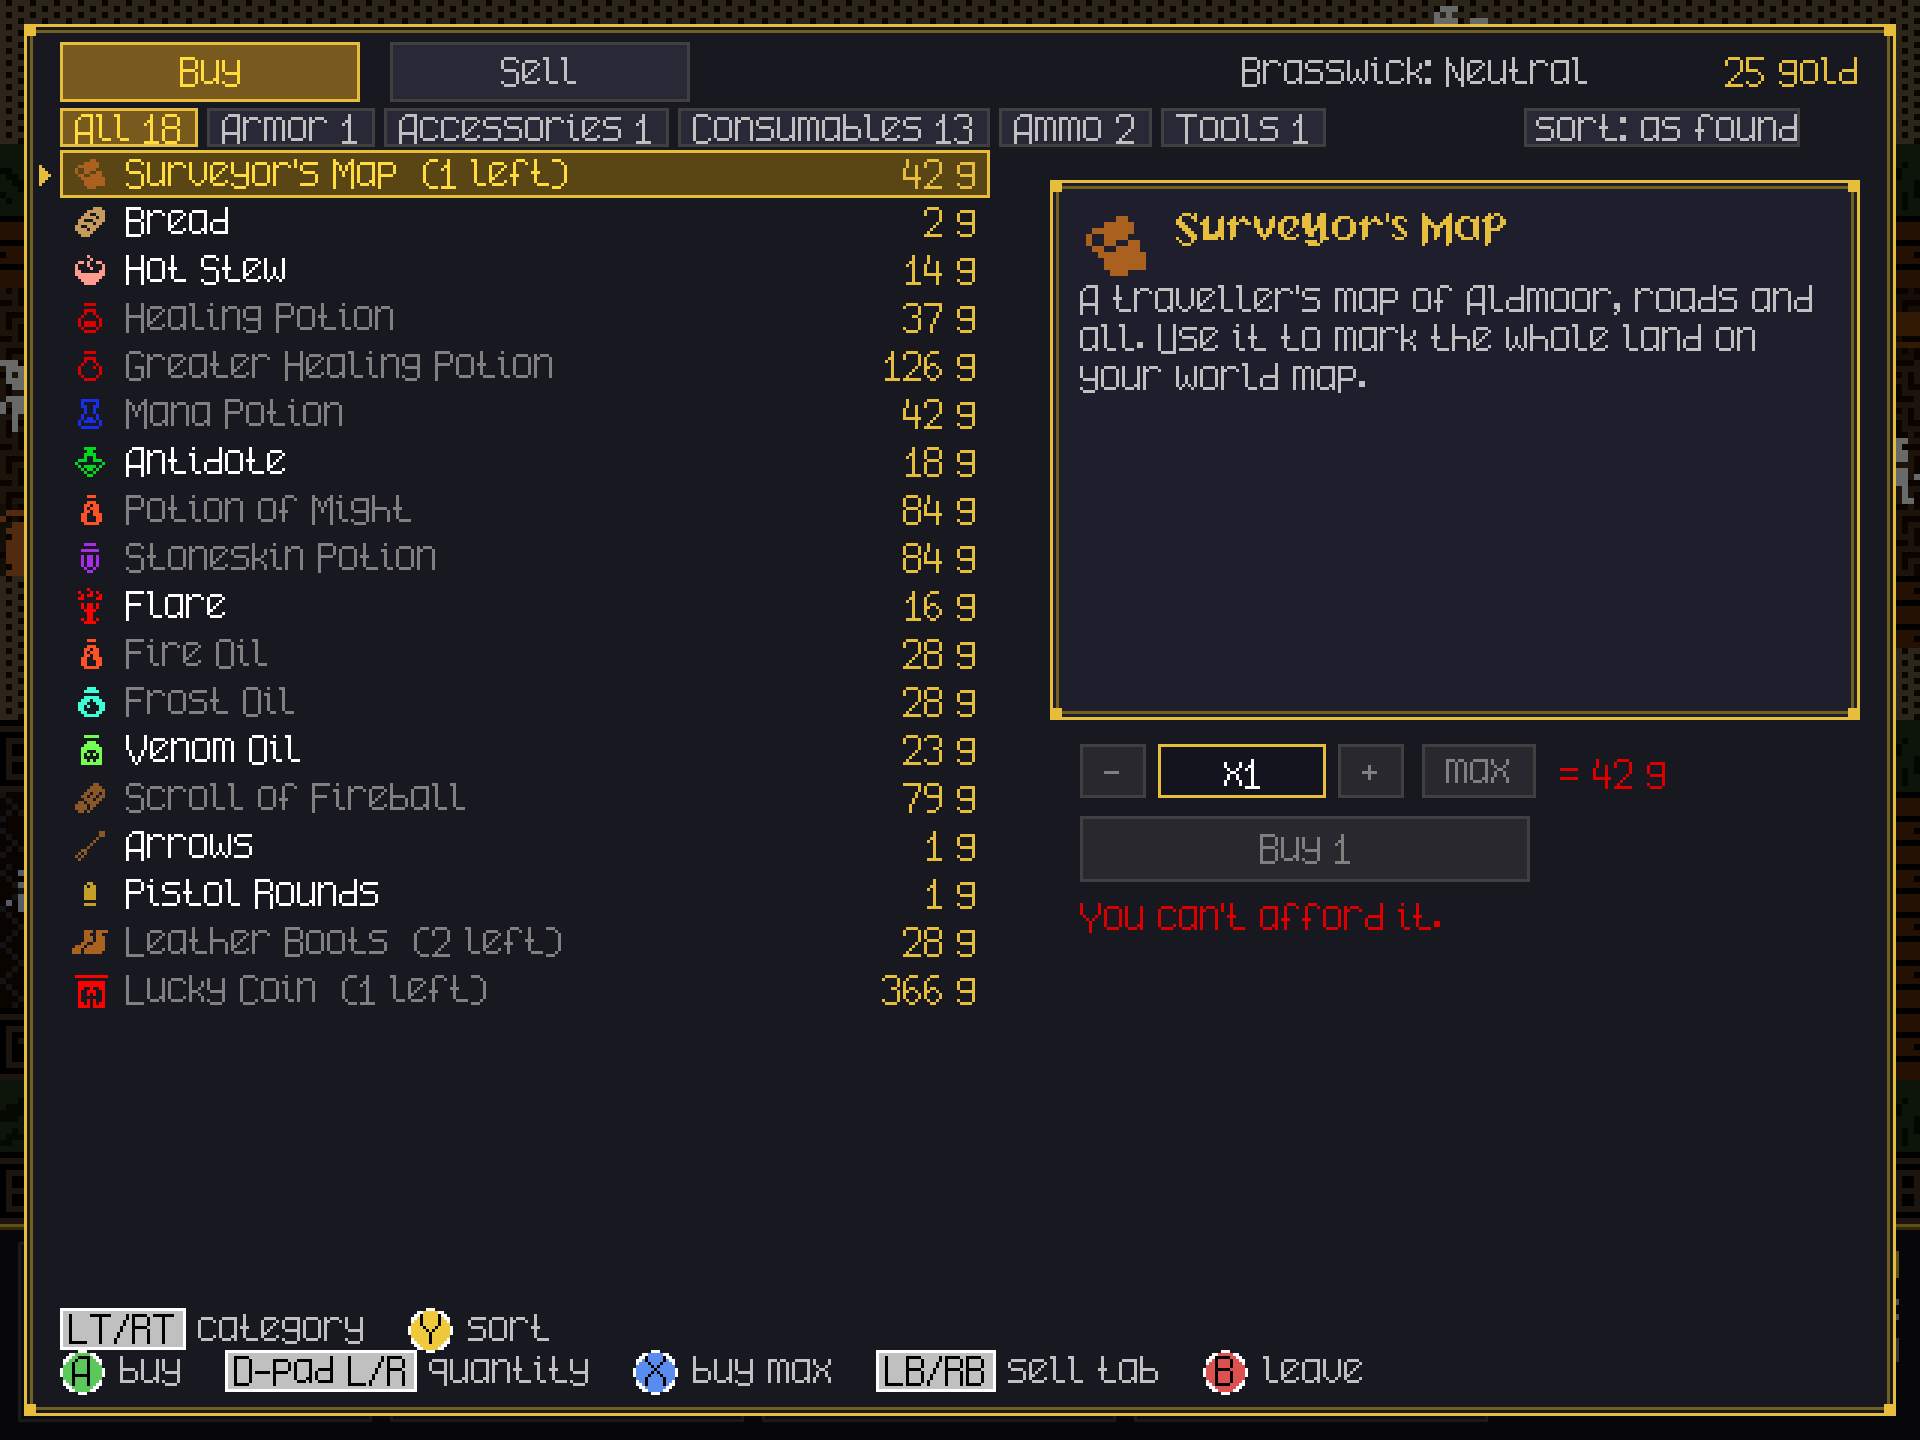 Buy Sell Brasswick: Neutral 25 gold
All 18 Armor 1 Accessories 1 Consumables 13 Ammo 2 Tools 1 sort: as found
Surveyor's Map (1 left) 42 g
Bread 2 g
Hot Stew 14 g
Healing Potion 37 g
Greater Healing Potion 126 g
Mana Potion 42 g
Antidote 18 g
Potion of Might 84 g
Stoneskin Potion 84 g
Flare 16 g
Fire Oil 28 g
Frost Oil 28 g
Venom Oil 23 g
Scroll of Fireball 79 g
Arrows 1 g
Pistol Rounds 1 g
Leather Boots (2 left) 28 g
Lucky Coin (1 left) 366 g
Surveyor's Map
A traveller's map of Aldmoor, roads and
all. Use it to mark the whole land on
your world map.
- x1 + max = 42 g
Buy 1
You can't afford it.
LT/RT category Y sort
A buy D-pad L/R quantity X buy max LB/RB sell tab B leave